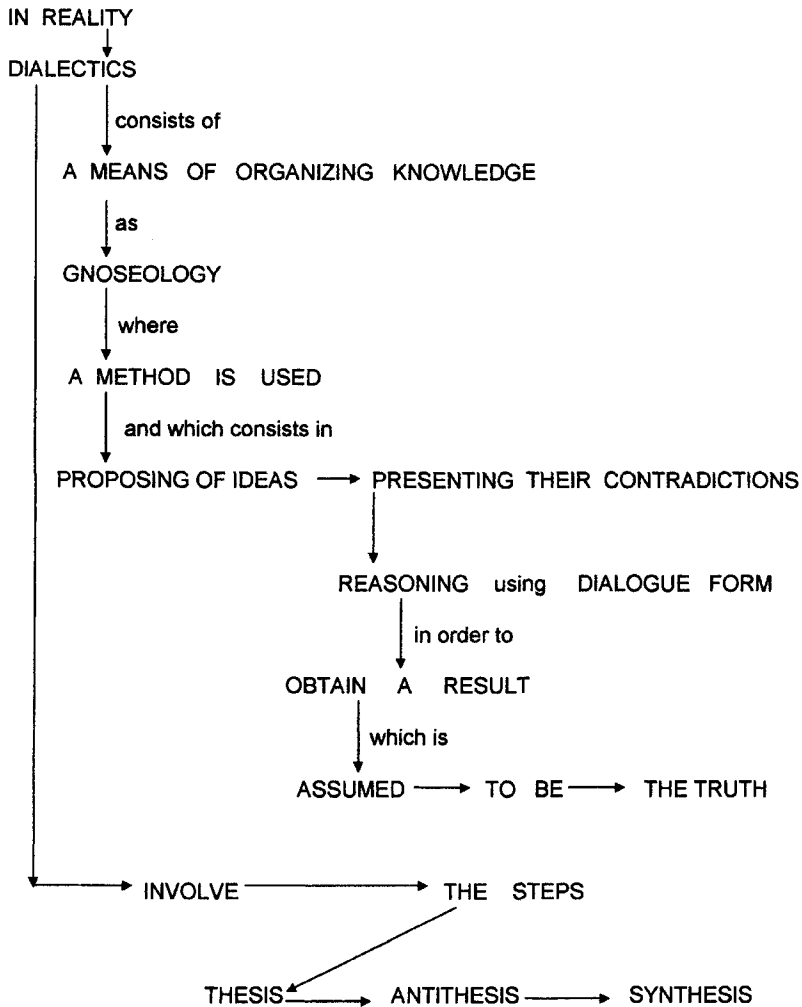 IN REALITY
DIALECTICS
consists of
A MEANS OF ORGANIZING KNOWLEDGE
as
GNOSEOLOGY
where
A METHOD IS USED
and which consists in
PROPOSING OF IDEAS PRESENTING THEIR CONTRADICTIONS
REASONING using DIALOGUE FORM
in order to
OBTAIN A RESULT
which is
ASSUMED TO BE THE TRUTH
INVOLVE THE STEPS
THESIS ANTITHESIS SYNTHESIS